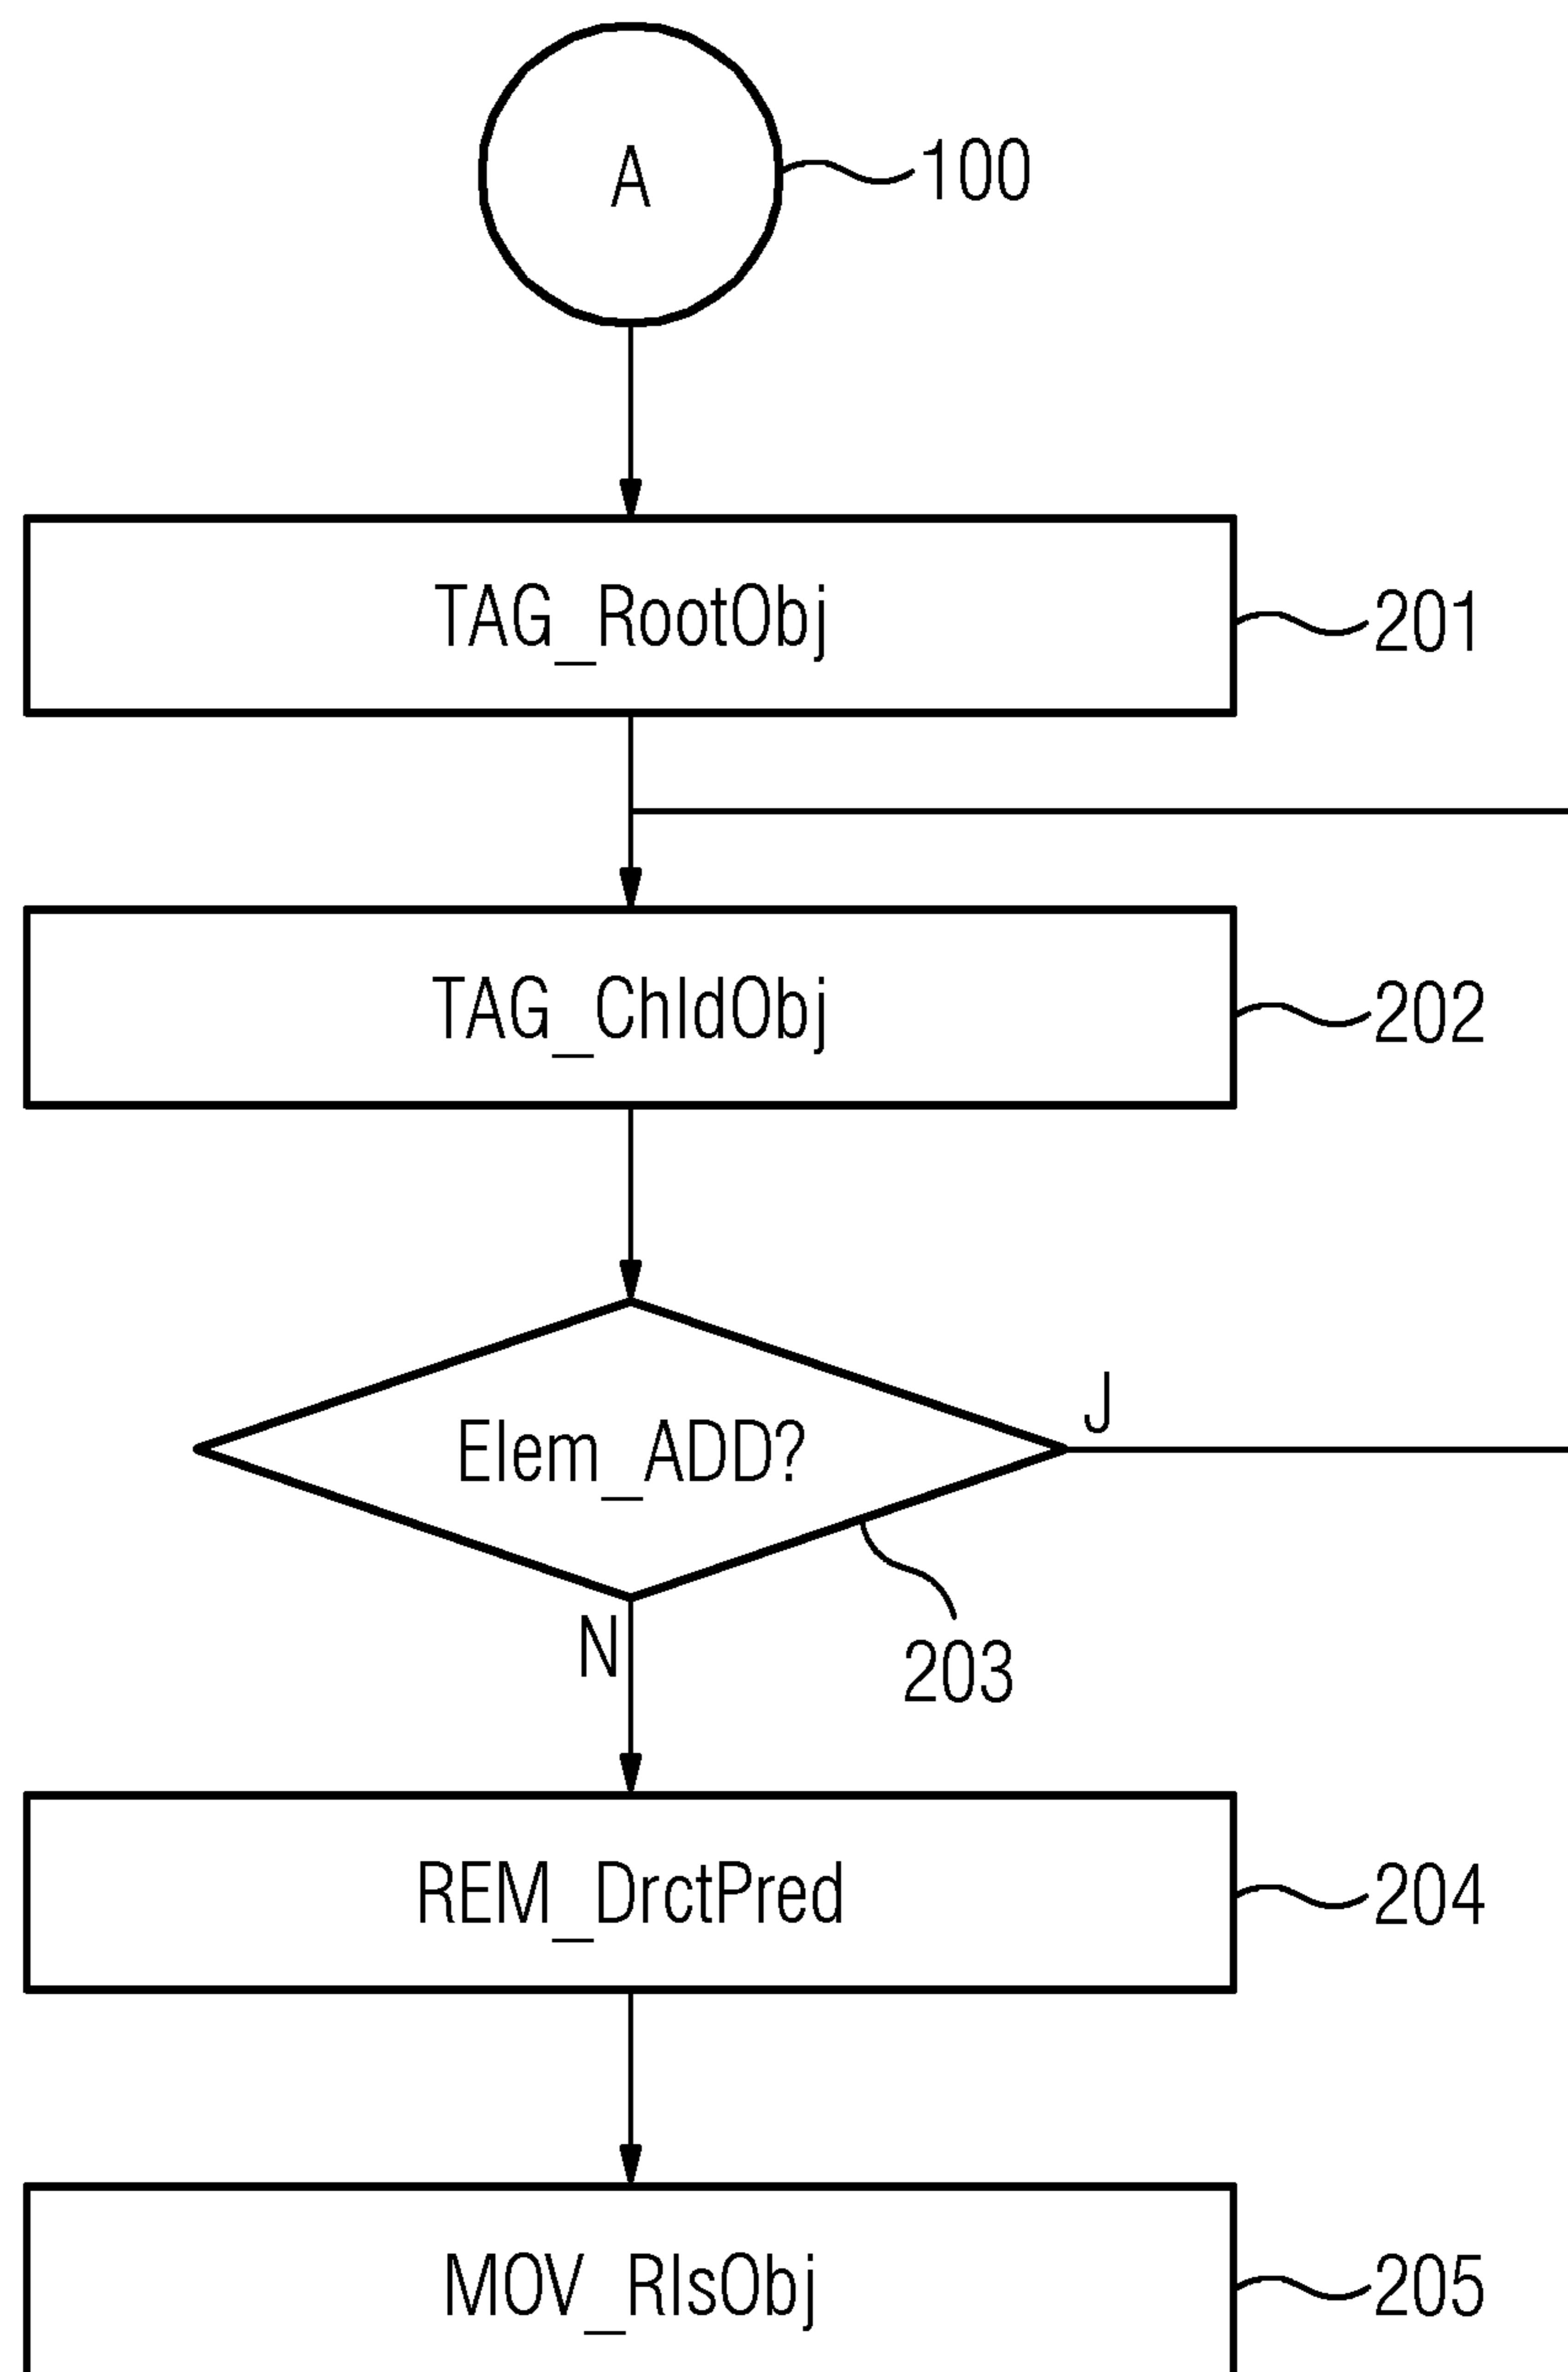 A
100
TAG_RootObj
201
TAG_ChldObj
202
Elem_ADD?
J
N
203
REM_DrctPred
204
MOV_RlsObj
205